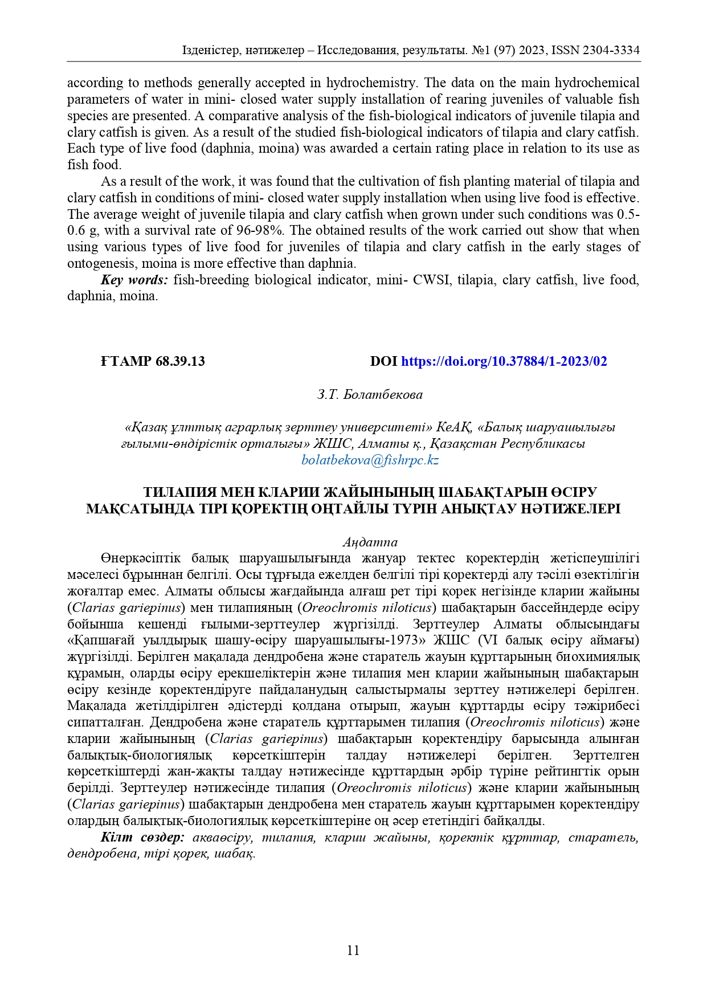 Ізденістер, нәтижелер – Исследования, результаты. №1 (97) 2023, ISSN 2304-3334
according to methods generally accepted in hydrochemistry. The data on the main hydrochemical
parameters of water in mini- closed water supply installation of rearing juveniles of valuable fish
species are presented. A comparative analysis of the fish-biological indicators of juvenile tilapia and
clary catfish is given. As a result of the studied fish-biological indicators of tilapia and clary catfish.
Each type of live food (daphnia, moina) was awarded a certain rating place in relation to its use as
fish food.
As a result of the work, it was found that the cultivation of fish planting material of tilapia and
clary catfish in conditions of mini- closed water supply installation when using live food is effective.
The average weight of juvenile tilapia and clary catfish when grown under such conditions was 0.5-
0.6 g, with a survival rate of 96-98%. The obtained results of the work carried out show that when
using various types of live food for juveniles of tilapia and clary catfish in the early stages of
ontogenesis, moina is more effective than daphnia.
Key words: fish-breeding biological indicator, mini- CWSI, tilapia, clary catfish, live food,
daphnia, moina.
ҒТАМР 68.39.13 DOI https://doi.org/10.37884/1-2023/02
З.Т. Болатбекова
«Қазақ ұлттық аграрлық зерттеу университеті» КеАҚ, «Балық шаруашылығы
ғылыми-өндірістік орталығы» ЖШС, Алматы қ., Қазақстан Республикасы
bolatbekova@fishrpc.kz
ТИЛАПИЯ МЕН КЛАРИИ ЖАЙЫНЫНЫҢ ШАБАҚТАРЫН ӨСІРУ
МАҚСАТЫНДА ТІРІ ҚОРЕКТІҢ ОҢТАЙЛЫ ТҮРІН АНЫҚТАУ НӘТИЖЕЛЕРІ
Аңдатпа
Өнеркәсіптік балық шаруашылығында жануар тектес қоректердің жетіспеушілігі
мәселесі бұрыннан белгілі. Осы тұрғыда ежелден белгілі тірі қоректерді алу тәсілі өзектілігін
жоғалтар емес. Алматы облысы жағдайында алғаш рет тірі қорек негізінде кларии жайыны
(Clarias gariepinus) мен тилапияның (Oreochromis niloticus) шабақтарын бассейндерде өсіру
бойынша кешенді ғылыми-зерттеулер жүргізілді. Зерттеулер Алматы облысындағы
«Қапшағай уылдырық шашу-өсіру шаруашылығы-1973» ЖШС (VI балық өсіру аймағы)
жүргізілді. Берілген мақалада дендробена және старатель жауын құрттарының биохимиялық
құрамын, оларды өсіру ерекшеліктерін және тилапия мен кларии жайынының шабақтарын
өсіру кезінде қоректендіруге пайдаланудың салыстырмалы зерттеу нәтижелері берілген.
Мақалада жетілдірілген әдістерді қолдана отырып, жауын құрттарды өсіру тәжірибесі
сипатталған. Дендробена және старатель құрттарымен тилапия (Oreochromis niloticus) және
кларии жайынының (Clarias gariepinus) шабақтарын қоректендіру барысында алынған
балықтық-биологиялық көрсеткіштерін талдау нәтижелері берілген. Зерттелген
көрсеткіштерді жан-жақты талдау нәтижесінде құрттардың әрбір түріне рейтингтік орын
берілді. Зерттеулер нәтижесінде тилапия (Oreochromis niloticus) және кларии жайынының
(Clarias gariepinus) шабақтарын дендробена мен старатель жауын құрттарымен қоректендіру
олардың балықтық-биологиялық көрсеткіштеріне оң әсер ететіндігі байқалды.
Кілт сөздер: акваөсіру, тилапия, кларии жайыны, қоректік құрттар, старатель,
дендробена, тірі қорек, шабақ.
11